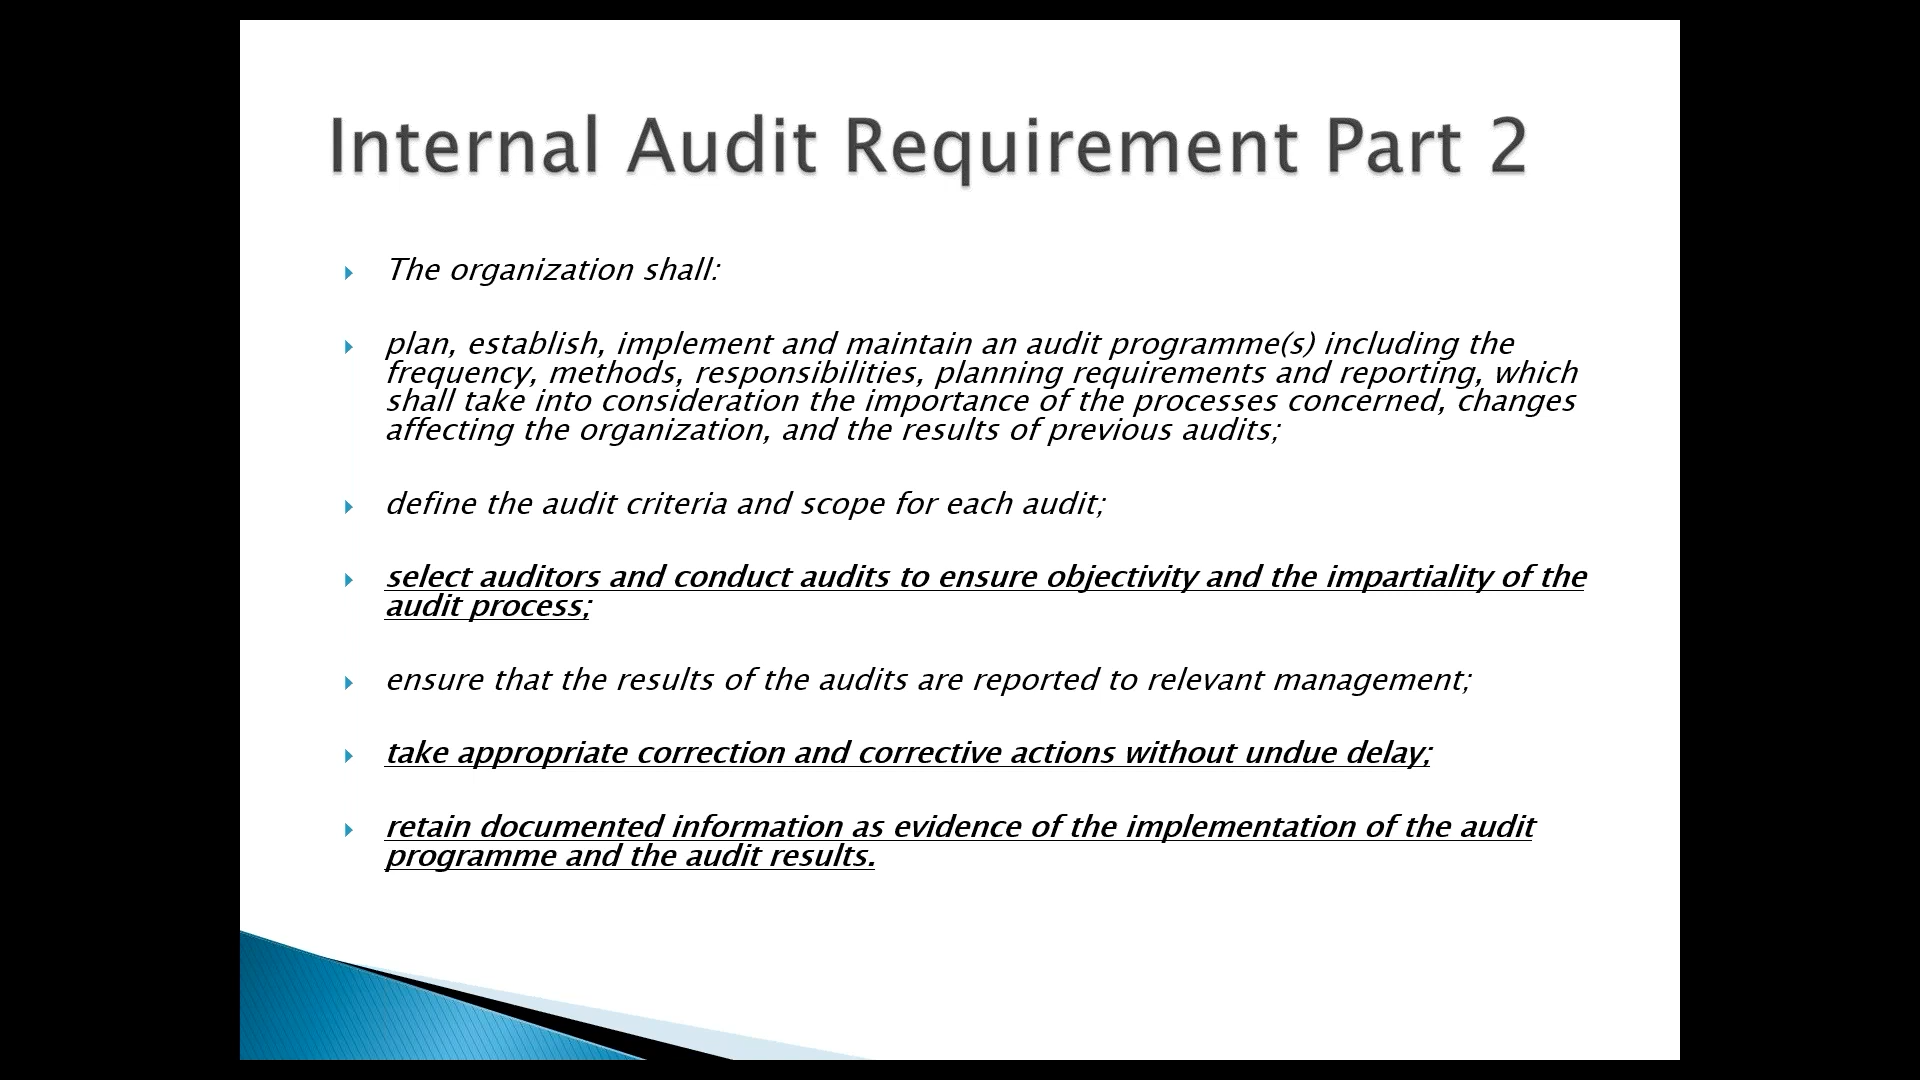 Internal Audit Requirement Part 2
The organization shall:
plan, establish, implement and maintain an audit programme(s) including the
frequency, methods, responsibilities, planning requirements and reporting, which
shall take into consideration the importance of the processes concerned, changes
affecting the organization, and the results of previous audits;
define the audit criteria and scope for each audit;
select auditors and conduct audits to ensure objectivity and the impartiality of the
audit process;
ensure that the results of the audits are reported to relevant management;
take appropriate correction and corrective actions without undue delay;
retain documented information as evidence of the implementation of the audit
programme and the audit results.